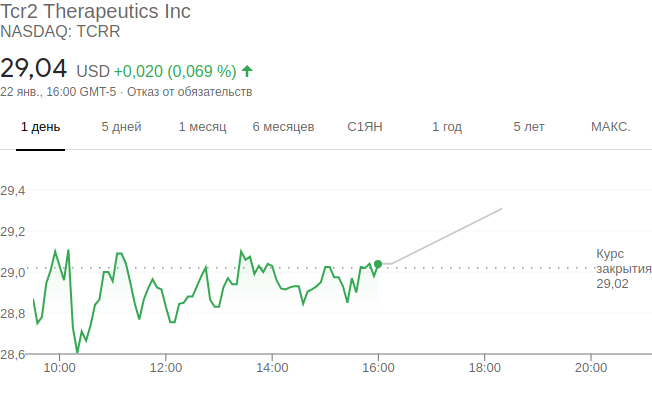 Tcr2 Therapeutics Inc
NASDAQ: TCRR
29,04 USD +0,020 (0,069 %)
22 янв., 16:00 GMT-5 · Отказ от обязательств
1 день 5 дней 1 месяц 6 месяцев С1ЯН 1 год 5 лет МАКС.
29,4
29,2
Курс
закрытия
29,02
29,0
28,8
28,6
10:00 12:00 14:00 16:00 18:00 20:00